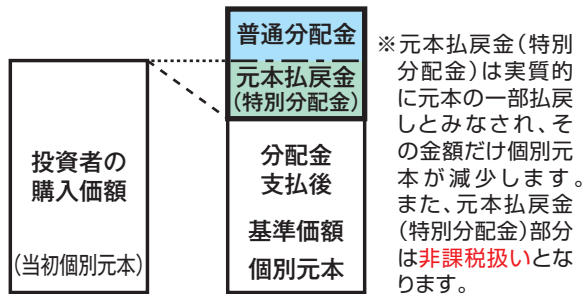 投資者の
購入価額
(当初個別元本)
普通分配金
元本払戻金
(特別分配金)
分配金
支払後
基準価額
個別元本
※元本払戻金(特別
分配金)は実質的
に元本の一部払戻
しとみなされ、そ
の金額だけ個別元
本が減少します。
また、元本払戻金
(特別分配金)部分
は非課税扱いとな
ります。